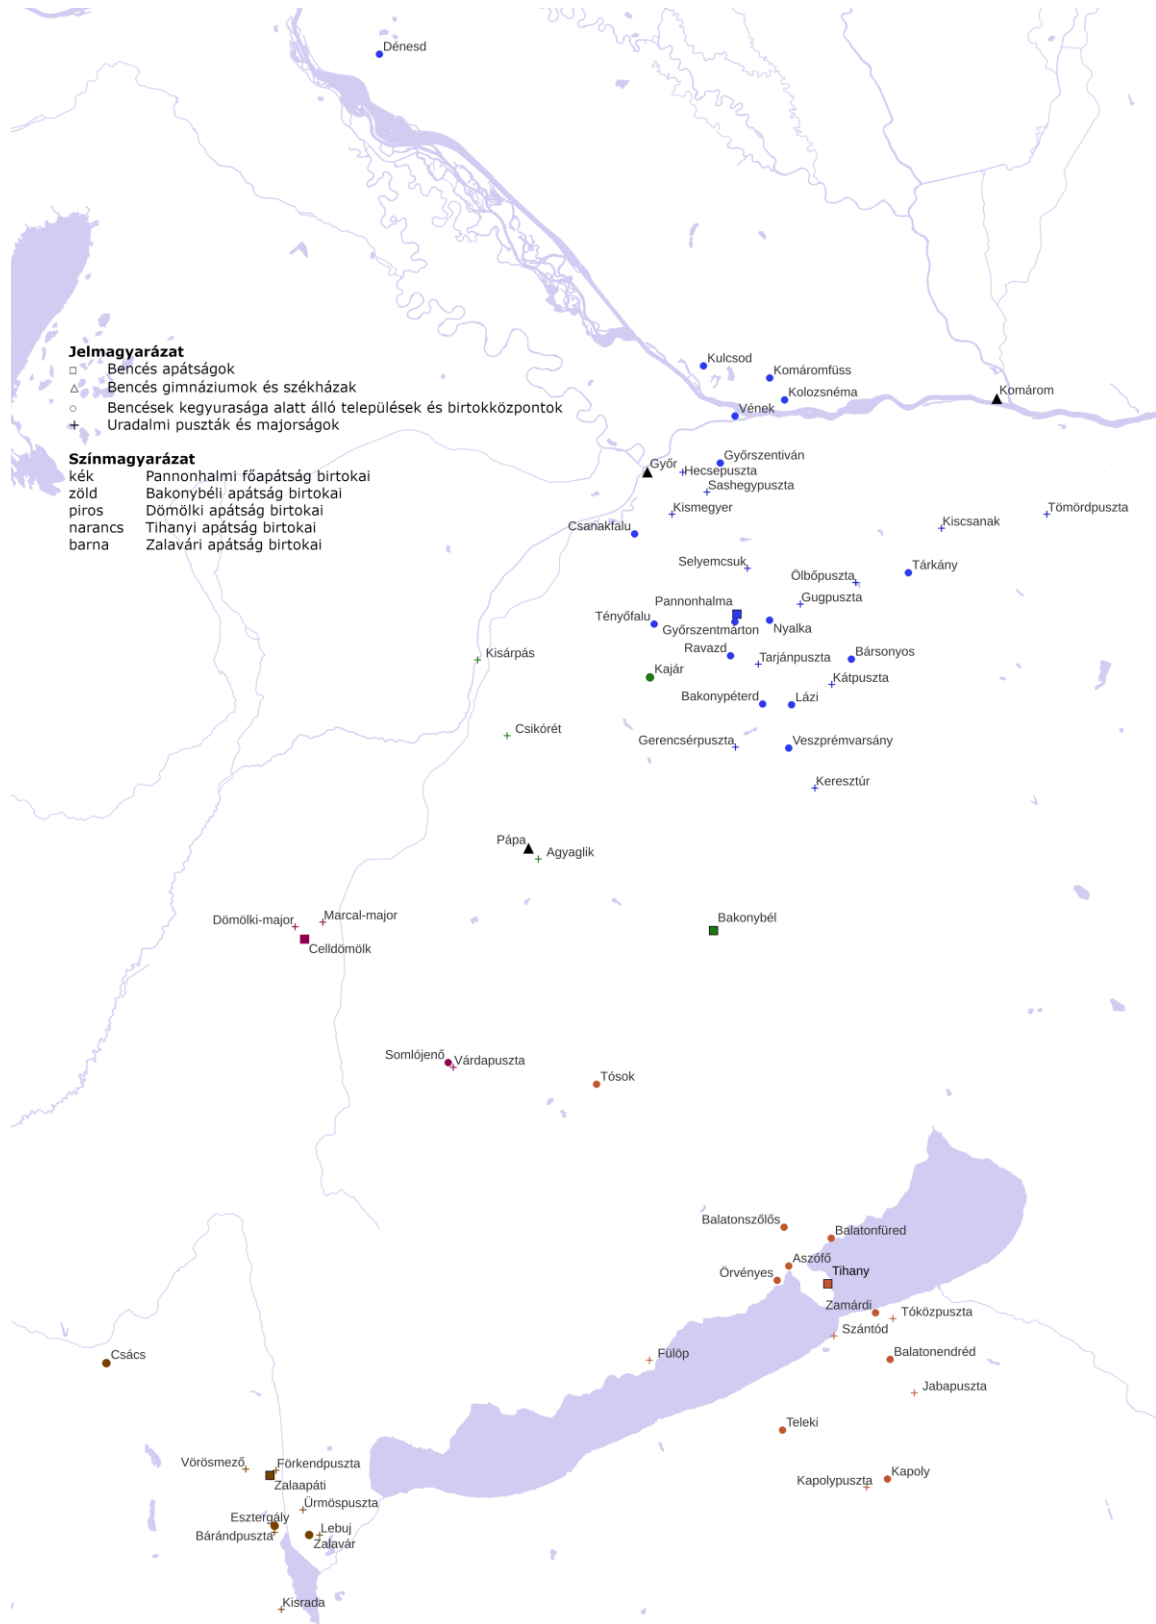 Dénesd
Jelmagyarázat
Bencés apátságok
Bencés gimnáziumok és székházak
Bencések kegyurasága alatt álló települések és birtokközpontok
Uradalmi puszták és majorságok
Színmagyarázat
kék Pannonhalmi főapátság birtokai
zöld Bakonybéli apátság birtokai
piros Dömölki apátság birtokai
narancs Tihanyi apátság birtokai
barna Zalavári apátság birtokai
Kulcsod
Komáromfüss
Kolozsnéma
Komárom
Vének
Győrszentiván
Győr
Hecsepuszta
Sashegypuszta
Kismegyer
Tömördpuszta
Kiscsanak
Csanakfalu
Selyemcsuk
Ölbőpuszta
Tárkány
Gugpuszta
Pannonhalma
Tényőfalu
Győrszentmárton
Nyalka
Ravazd
Tarjánpuszta
Bársonyos
Kisárpás
Kajár
Kátpuszta
Bakonypéterd
Lázi
Csikórét
Gerencsérpuszta
Veszprémvarsány
Keresztúr
Pápa
Agyaglik
Dömölki-major
Marcal-major
Celldömölk
Bakonybél
Somlójenő
Várdapuszta
Tósok
Balatonszőlős
Balatonfüred
Aszófő
Örvényes
Tihany
Zamárdi
Tóközpuszta
Szántód
Fülöp
Balatonendréd
Csács
Jabapuszta
Teleki
Vörösmező
Förkendpuszta
Zalaapáti
Kapoly
Kapolypuszta
Ürmöspuszta
Esztergály
Lebuj
Bárándpuszta
Zalavár
Kisrada